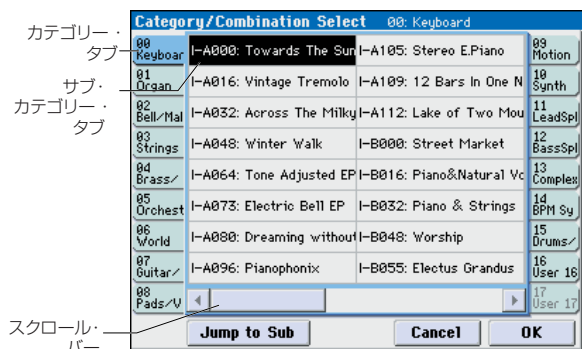 Category/Combination Select 00: Keyboard
カテゴリー・
タブ
サブ・
カテゴリー・
タブ
スクロール・
バー
00
Keyboar
01
Organ
02
Bell/Mal
03
Strings
04
Brass/
05
Orchest
06
World
07
Guitar/
08
Pads/V
I-A000: Towards The Sun
I-A016: Vintage Tremolo
I-A032: Across The Milky
I-A048: Winter Walk
I-A064: Tone Adjusted EP
I-A073: Electric Bell EP
I-A080: Dreaming without
I-A096: Pianophonix
I-A105: Stereo E.Piano
I-A109: 12 Bars In One N
I-A112: Lake of Two Mou
I-B000: Street Market
I-B016: Piano&Natural Vo
I-B032: Piano & Strings
I-B048: Worship
I-B055: Electus Grandus
09
Motion
10
Synth
11
LeadSpl
12
BassSpl
13
Complex
14
BPM Sy
15
Drums/
16
User 16
17
User 17
Jump to Sub
Cancel
OK